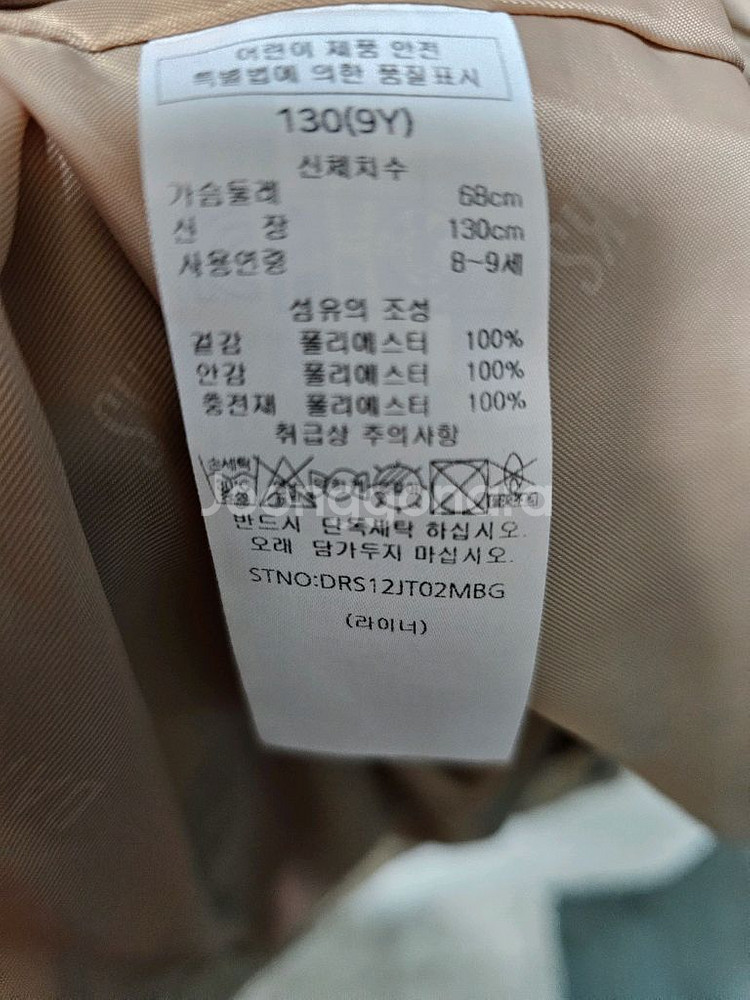 어린이 제품 안전
특별법에 의한 품질표시
130(9Y)
신체치수
가슴둘레 68cm
신 장 130cm
사용연령 8-9세
섬유의 조성
겉감 폴리에스터 100%
안감 폴리에스터 100%
충전재 폴리에스터 100%
취급상 주의사항
손세탁
Joonggonara
반드시 단독세탁 하십시오.
오래 담가두지 마십시오.
STNO:DRS12JT02MBG
(라이너)